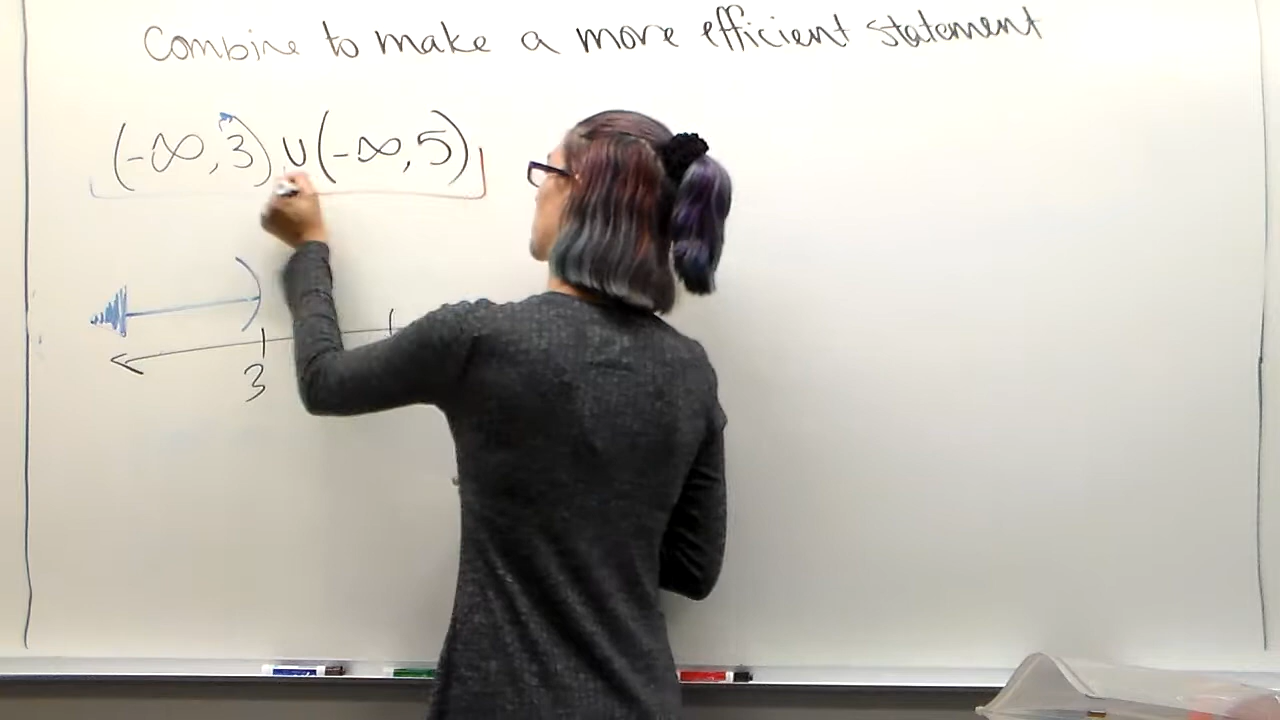 Combine to make a more efficient statement
(-∞, 3) ∪ (-∞, 5)
3